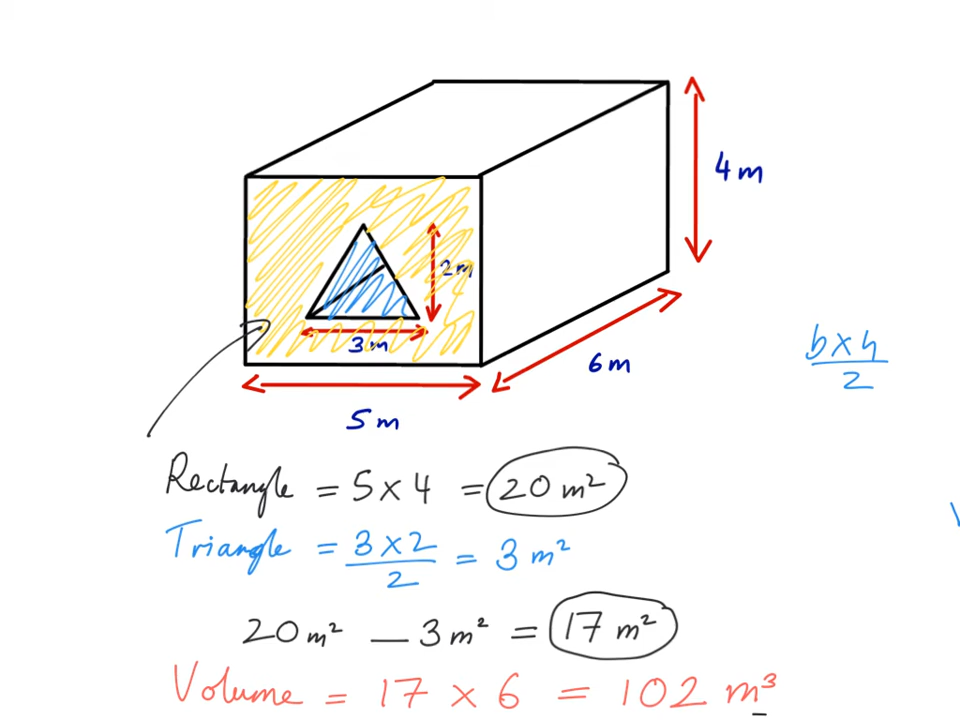 4 m
2m
3 m
6 m
5 m
b x h
2
Rectangle = 5 x 4 = 20 m²
Triangle = 3 x 2 = 3 m²
2
20 m² — 3 m² = 17 m²
Volume = 17 x 6 = 102 m³